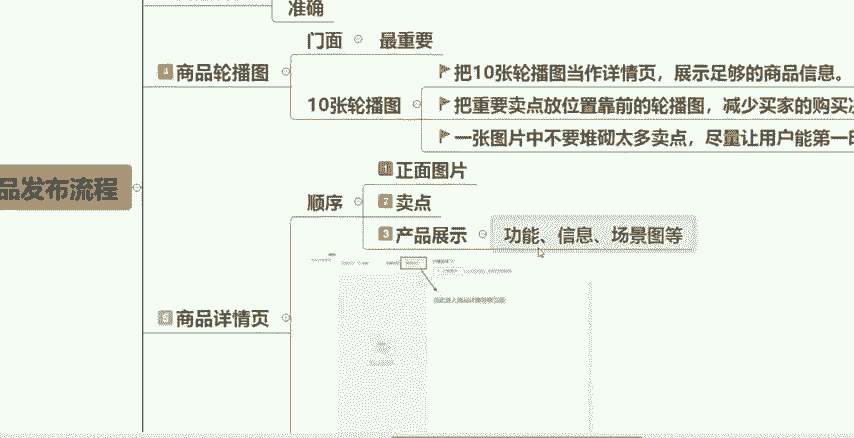 准确
门面 最重要
4 商品轮播图
把10张轮播图当作详情页，展示足够的商品信息。
10张轮播图
把重要卖点放位置靠前的轮播图，减少买家的购买
一张图片中不要堆砌太多卖点，尽量让用户能第一
品发布流程
1 正面图片
顺序
2 卖点
3 产品展示
功能、信息、场景图等
5 商品详情页